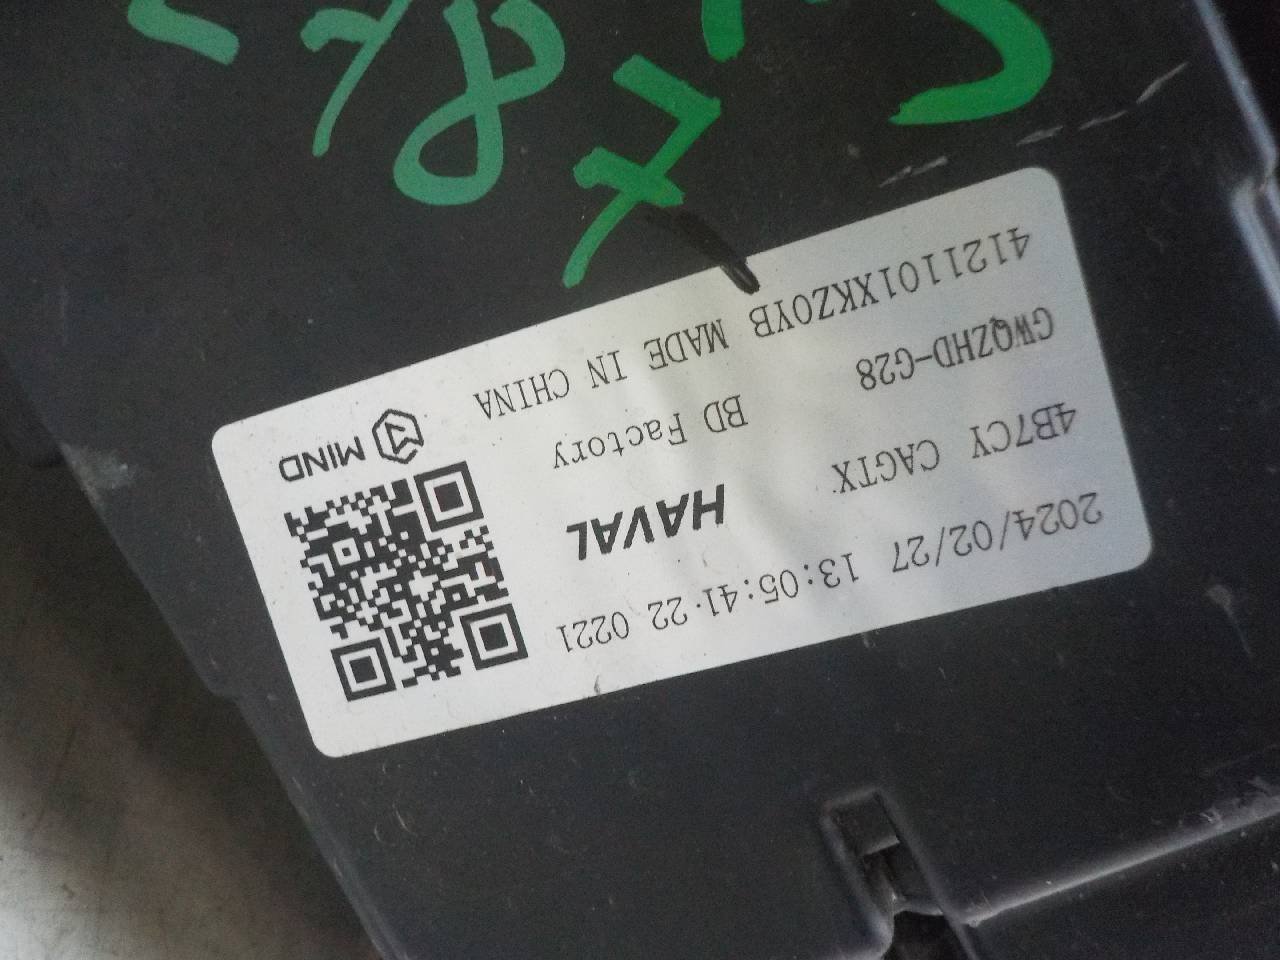 4121101XKZ0YB MADE IN CHINA
GWQZHD-G28 BD Factory
MIND
4B7CY CAGTX HAVAL
2024/02/27 13:05:41.22 0221